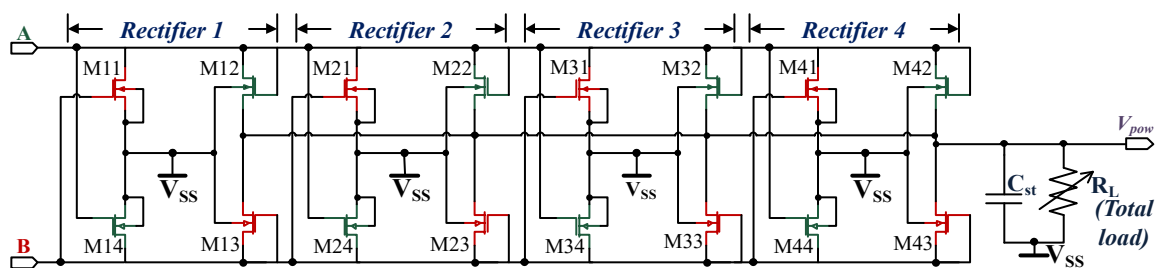 Rectifier 1
Rectifier 2
Rectifier 3
Rectifier 4
A
M11
M12
M21
M22
M31
M32
M41
M42
V_SS
V_SS
V_SS
V_SS
V_pow
C_st
R_L
(Total
load)
V_SS
B
M14
M13
M24
M23
M34
M33
M44
M43